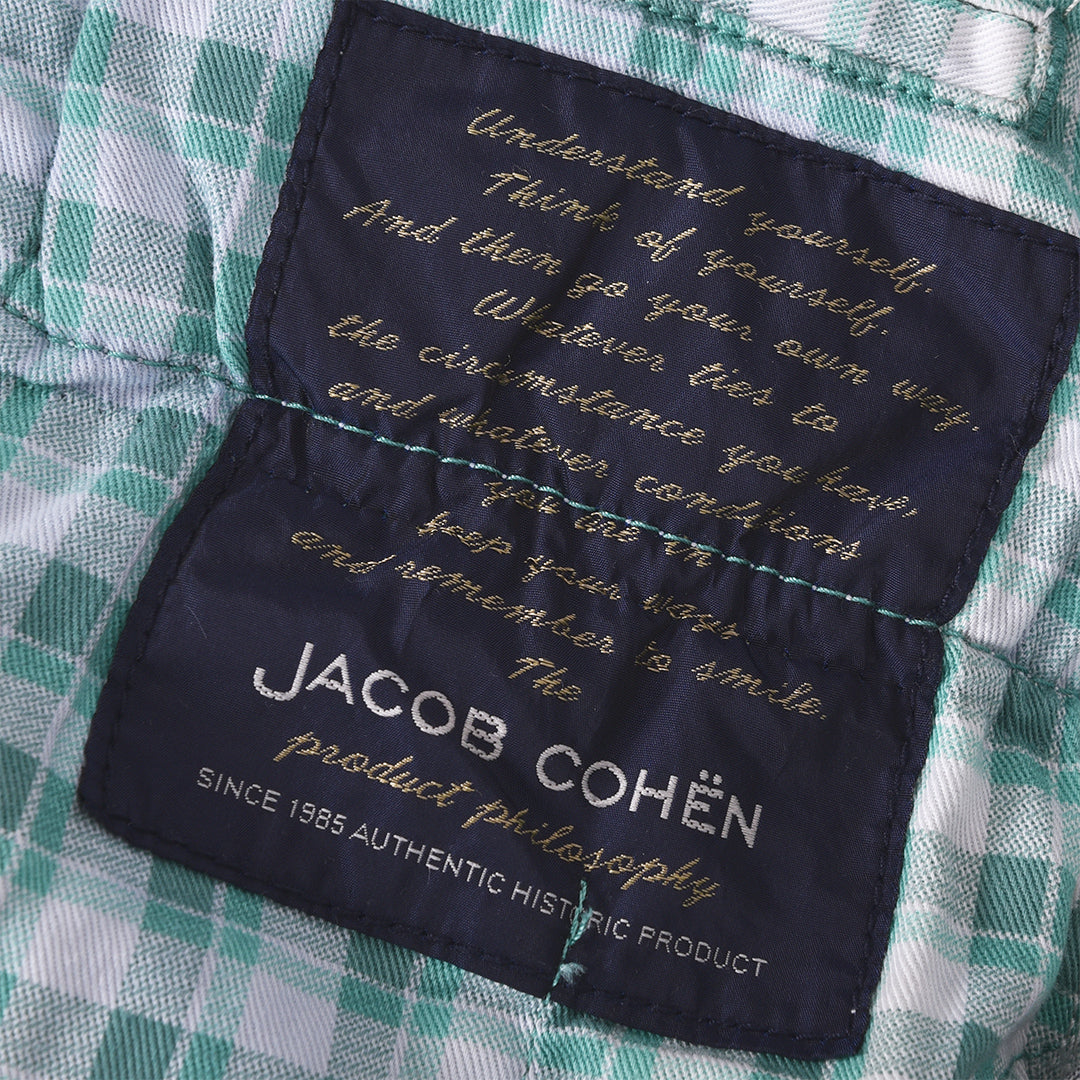 Understand yourself.
Think of yourself.
And then go your own way.
Whatever ties to
the circumstance you have,
and whatever conditions
you are in
keep your ways
and remember to smile.
The
JACOB COHËN
product philosophy
SINCE 1985 AUTHENTIC HISTORIC PRODUCT